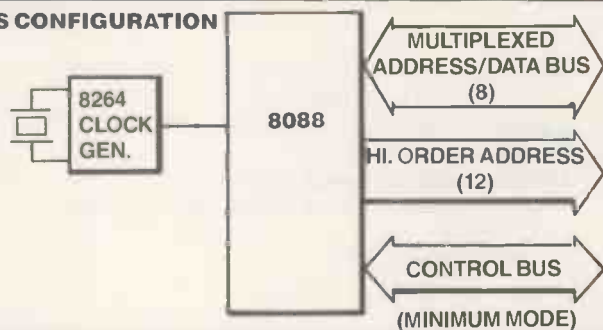 S CONFIGURATION
8264
CLOCK
GEN.
8088
MULTIPLEXED
ADDRESS/DATA BUS
(8)
HI. ORDER ADDRESS
(12)
CONTROL BUS
(MINIMUM MODE)